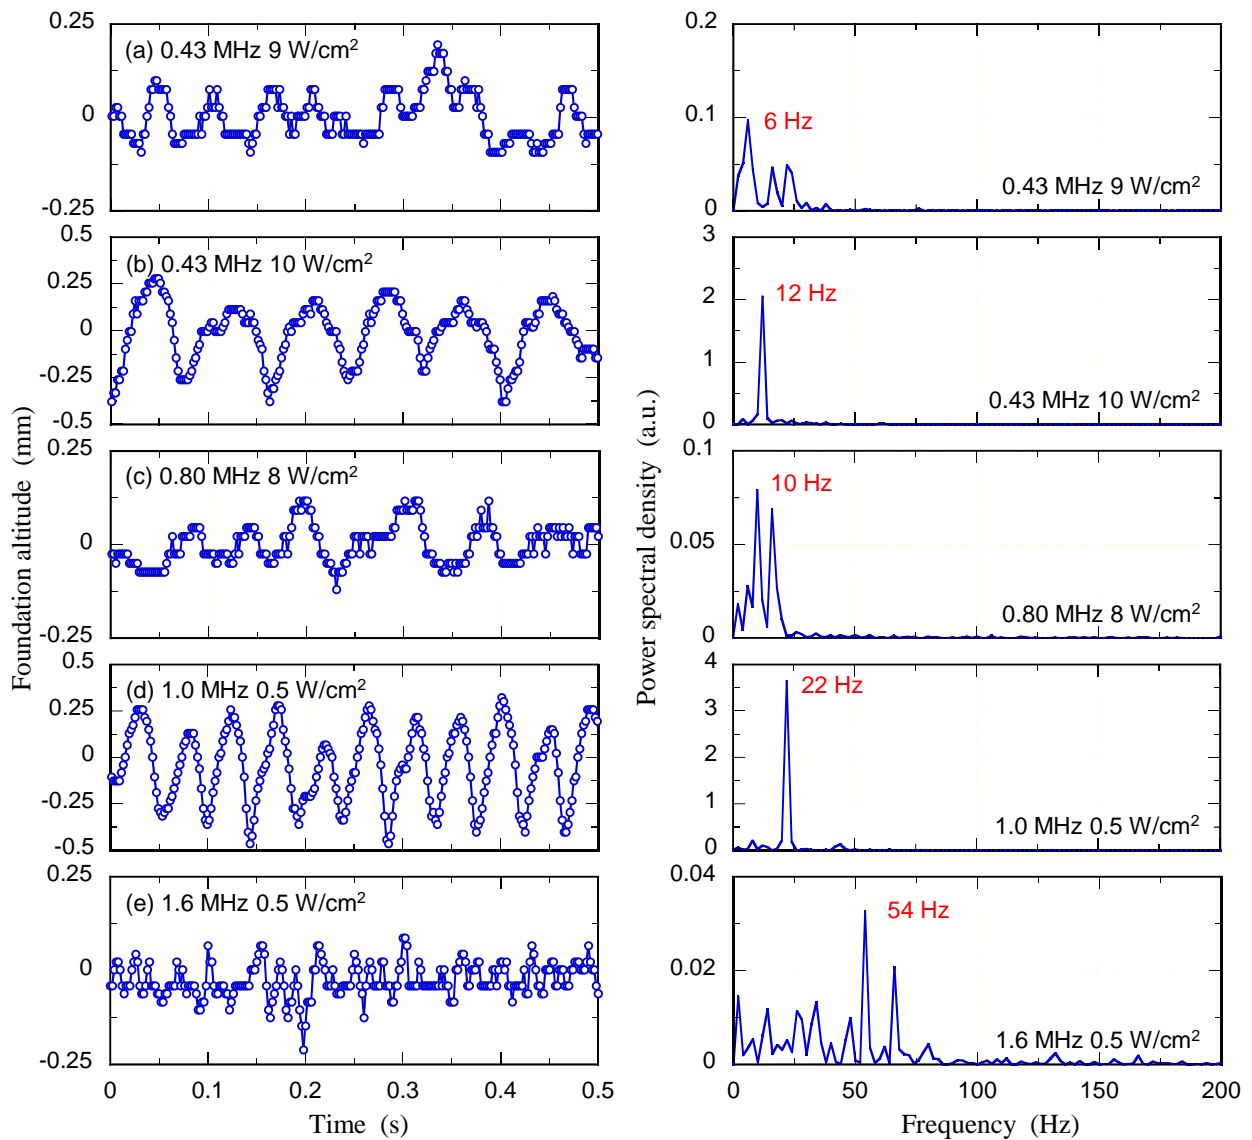 0.25
(a) 0.43 MHz 9 W/cm²
0
-0.25
0.2
6 Hz
0.1
0.43 MHz 9 W/cm²
0
0.5
(b) 0.43 MHz 10 W/cm²
0.25
0
-0.25
-0.5
3
12 Hz
2
1
0.43 MHz 10 W/cm²
0
0.25
(c) 0.80 MHz 8 W/cm²
0
-0.25
0.1
10 Hz
0.05
0.80 MHz 8 W/cm²
0
0.5
(d) 1.0 MHz 0.5 W/cm²
0.25
0
-0.25
-0.5
4
22 Hz
3
2
1
1.0 MHz 0.5 W/cm²
0
0.25
(e) 1.6 MHz 0.5 W/cm²
0
-0.25
0.04
54 Hz
0.02
1.6 MHz 0.5 W/cm²
0
0 0.1 0.2 0.3 0.4 0.5
Time (s)
Foundation altitude (mm)
0 50 100 150 200
Frequency (Hz)
Power spectral density (a.u.)